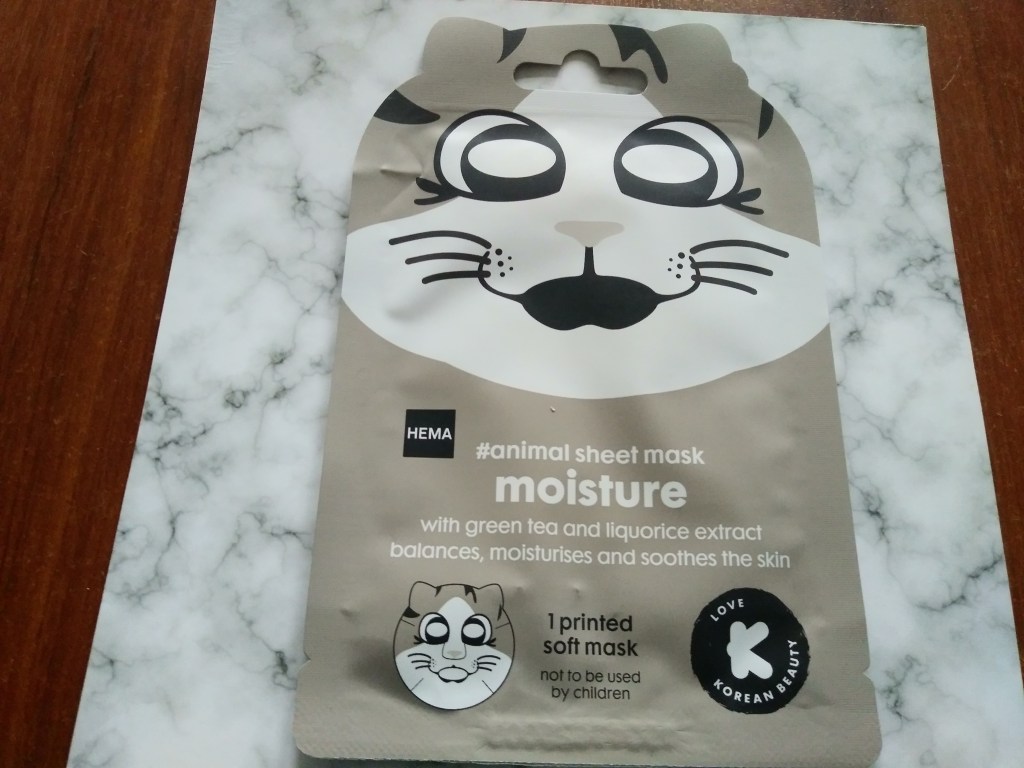 HEMA
#animal sheet mask
moisture
with green tea and liquorice extract
balances, moisturises and soothes the skin
1 printed
soft mask
not to be used
by children
LOVE
K
KOREAN BEAUTY